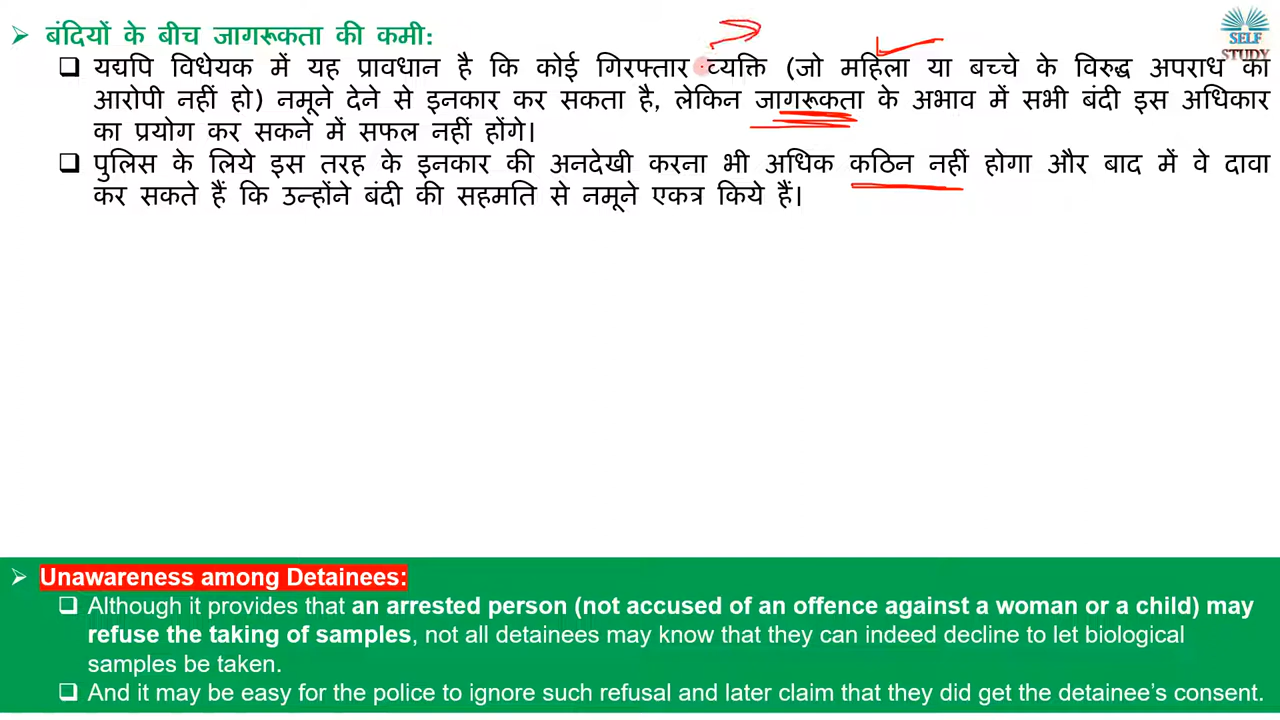 बंदियों के बीच जागरूकता की कमी:
यद्यपि विधेयक में यह प्रावधान है कि कोई गिरफ्तार व्यक्ति (जो महिला या बच्चे के विरुद्ध अपराध का
आरोपी नहीं हो) नमूने देने से इनकार कर सकता है, लेकिन जागरूकता के अभाव में सभी बंदी इस अधिकार
का प्रयोग कर सकने में सफल नहीं होंगे।
पुलिस के लिये इस तरह के इनकार की अनदेखी करना भी अधिक कठिन नहीं होगा और बाद में वे दावा
कर सकते हैं कि उन्होंने बंदी की सहमति से नमूने एकत्र किये हैं।
SELF
STUDY
Unawareness among Detainees:
Although it provides that an arrested person (not accused of an offence against a woman or a child) may
refuse the taking of samples, not all detainees may know that they can indeed decline to let biological
samples be taken.
And it may be easy for the police to ignore such refusal and later claim that they did get the detainee’s consent.